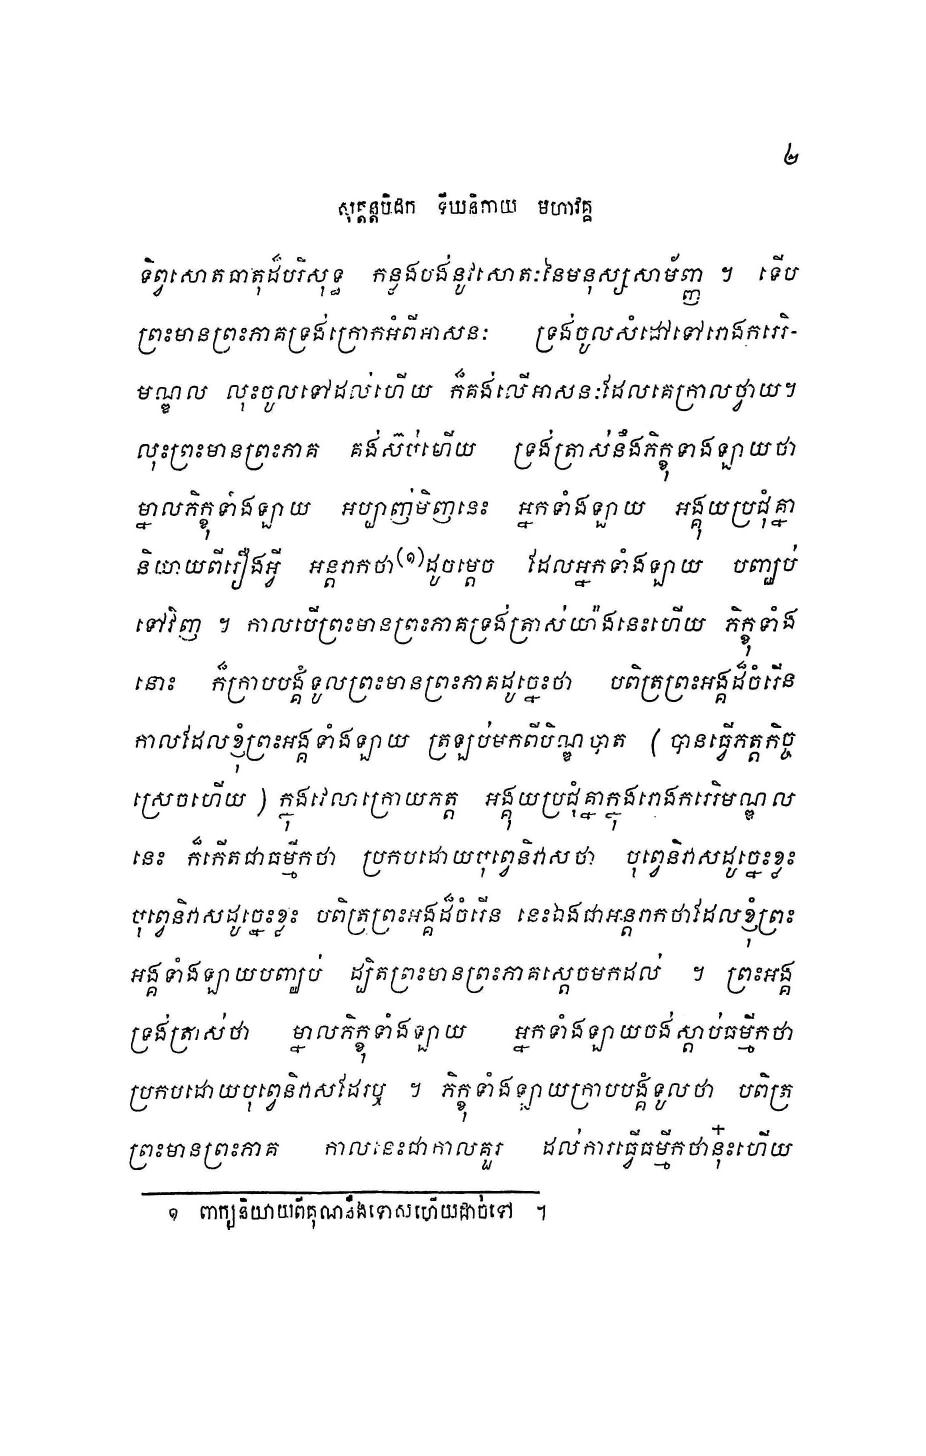 ២
សុត្តន្តបិដក ទីឃនិកាយ មហាវគ្គ
ទិព្វសោតធាតុដ៏បរិសុទ្ធ កន្លងបង់នូវសោតៈនៃមនុស្សសាម័ញ្ញ ។ ទើប
ព្រះមានព្រះភាគទ្រង់ក្រោកអំពីអាសនៈ ទ្រង់ចូលសំដៅទៅរោងករេរិ-
មណ្ឌល លុះចូលទៅដល់ហើយ ក៏គង់លើអាសនៈដែលគេក្រាលថ្វាយ។
លុះព្រះមានព្រះភាគ គង់ស៊ប់ហើយ ទ្រង់ត្រាស់នឹងភិក្ខុទាំងឡាយថា
ម្នាលភិក្ខុទាំងឡាយ អប្បាញ់មិញនេះ អ្នកទាំងឡាយ អង្គុយប្រជុំគ្នា
និយាយពីរឿងអ្វី អន្តរាកថា(១)ដូចម្តេច ដែលអ្នកទាំងឡាយ បញ្ឈប់
ទៅវិញ ។ កាលបើព្រះមានព្រះភាគទ្រង់ត្រាស់យ៉ាងនេះហើយ ភិក្ខុទាំង
នោះ ក៏ក្រាបបង្គំទូលព្រះមានព្រះភាគដូច្នេះថា បពិត្រព្រះអង្គដ៏ចំរើន
កាលដែលខ្ញុំព្រះអង្គទាំងឡាយ ត្រឡប់មកពីបិណ្ឌបាត (បានធ្វើភត្តកិច្ច
ស្រេចហើយ) ក្នុងវេលាក្រោយភត្ត អង្គុយប្រជុំគ្នាក្នុងរោងករេរិមណ្ឌល
នេះ ក៏កើតជាធម្មីកថា ប្រកបដោយបុព្វេនិវាសថា បុព្វេនិវាសដូច្នេះខ្លះ
បុព្វេនិវាសដូច្នេះខ្លះ បពិត្រព្រះអង្គដ៏ចំរើន នេះឯងជាអន្តរាកថាដែលខ្ញុំព្រះ
អង្គទាំងឡាយបញ្ឈប់ ដ្បិតព្រះមានព្រះភាគស្តេចមកដល់ ។ ព្រះអង្គ
ទ្រង់ត្រាស់ថា ម្នាលភិក្ខុទាំងឡាយ អ្នកទាំងឡាយចង់ស្តាប់ធម្មីកថា
ប្រកបដោយបុព្វេនិវាសដែរឬ ។ ភិក្ខុទាំងឡាយក្រាបបង្គំទូលថា បពិត្រ
ព្រះមានព្រះភាគ កាលនេះជាកាលគួរ ដល់ការធ្វើធម្មីកថានុ៎ះហើយ
១ ពាក្យនិយាយពីគុណនឹងទោសហើយដាច់ទៅ ។